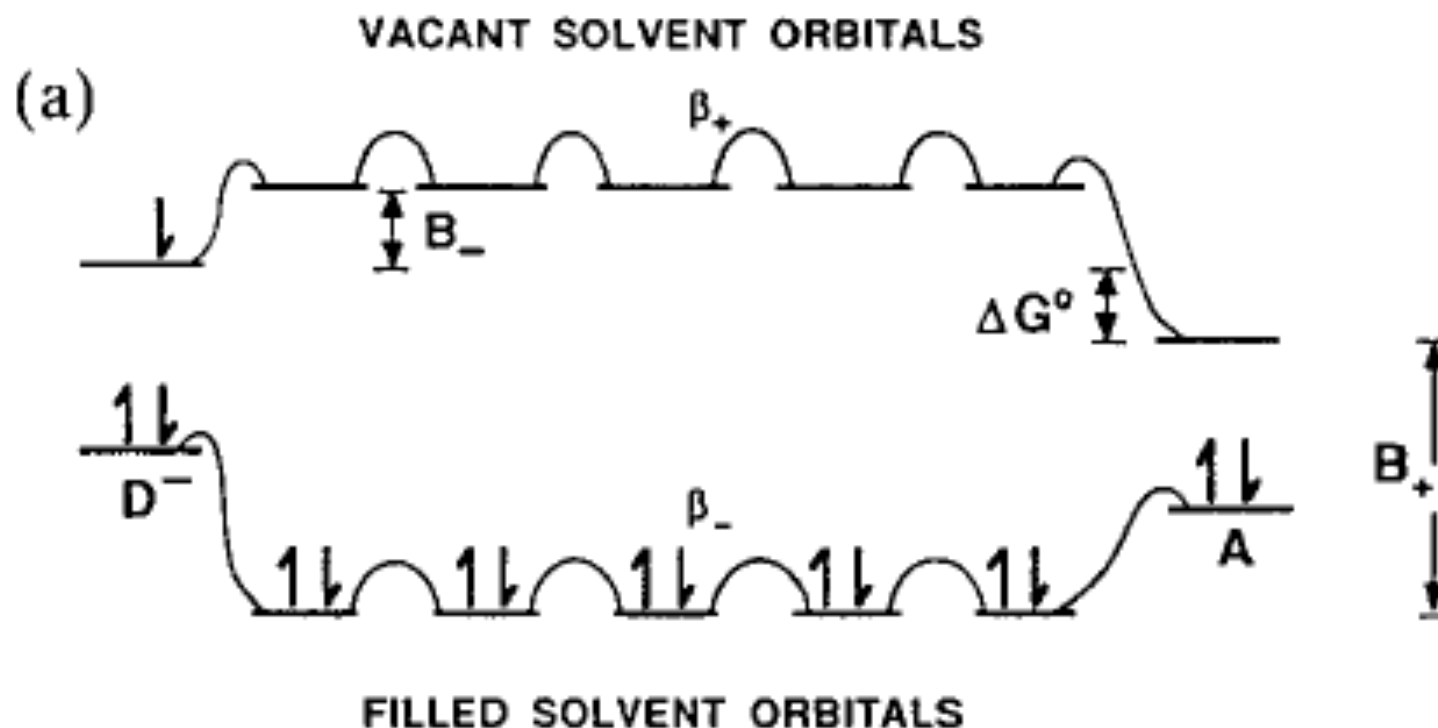 VACANT SOLVENT ORBITALS
(a)
β₊
B₋
ΔG°
B₊
D⁻
β₋
A
FILLED SOLVENT ORBITALS